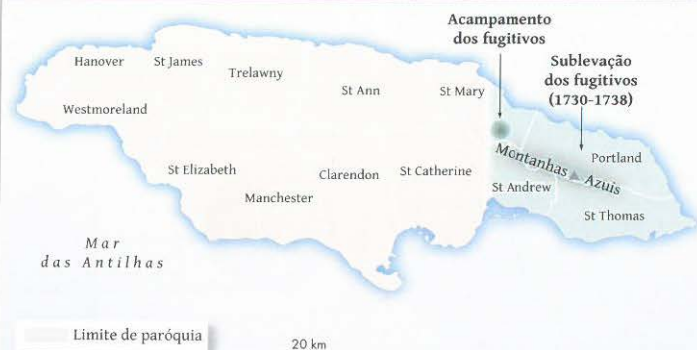 Acampamento
dos fugitivos
Sublevação
dos fugitivos
(1730-1738)
Hanover
St James
Trelawny
St Ann
St Mary
Westmoreland
St Elizabeth
Manchester
Clarendon
St Catherine
Montanhas Azuis
Portland
St Andrew
St Thomas
Mar
das Antilhas
Limite de paróquia
20 km